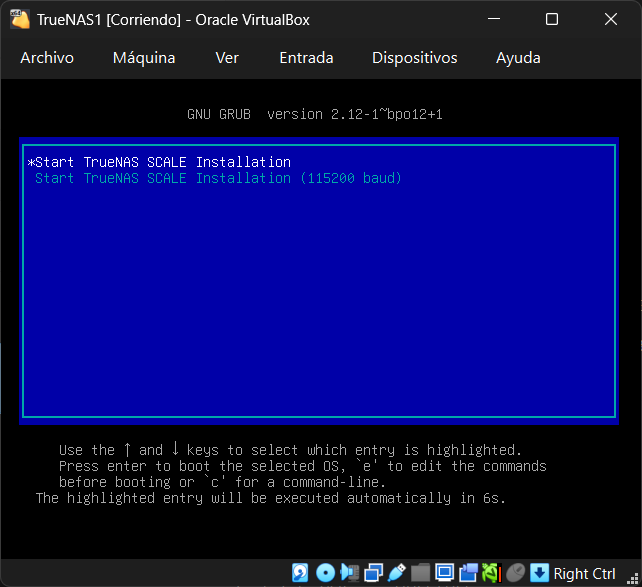 TrueNAS1 [Corriendo] - Oracle VirtualBox
Archivo Máquina Ver Entrada Dispositivos Ayuda
GNU GRUB version 2.12-1~bpo12+1
*Start TrueNAS SCALE Installation
Start TrueNAS SCALE Installation (115200 baud)
Use the ↑ and ↓ keys to select which entry is highlighted.
Press enter to boot the selected OS, `e' to edit the commands
before booting or `c' for a command-line.
The highlighted entry will be executed automatically in 6s.
Right Ctrl